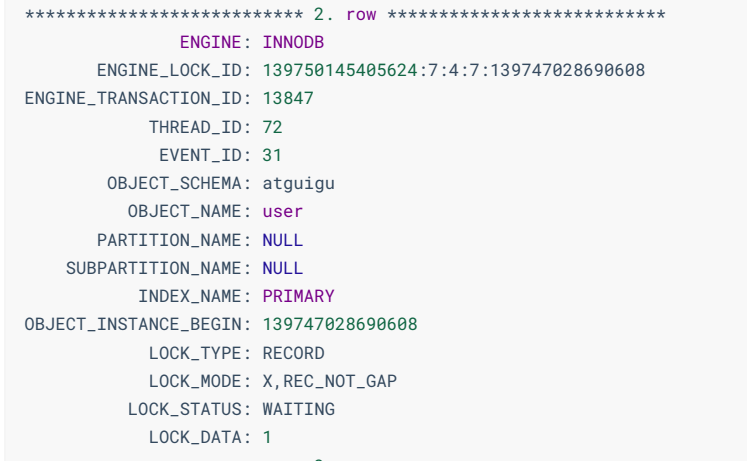 *************************** 2. row ***************************
ENGINE: INNODB
ENGINE_LOCK_ID: 139750145405624:7:4:7:139747028690608
ENGINE_TRANSACTION_ID: 13847
THREAD_ID: 72
EVENT_ID: 31
OBJECT_SCHEMA: atguigu
OBJECT_NAME: user
PARTITION_NAME: NULL
SUBPARTITION_NAME: NULL
INDEX_NAME: PRIMARY
OBJECT_INSTANCE_BEGIN: 139747028690608
LOCK_TYPE: RECORD
LOCK_MODE: X,REC_NOT_GAP
LOCK_STATUS: WAITING
LOCK_DATA: 1